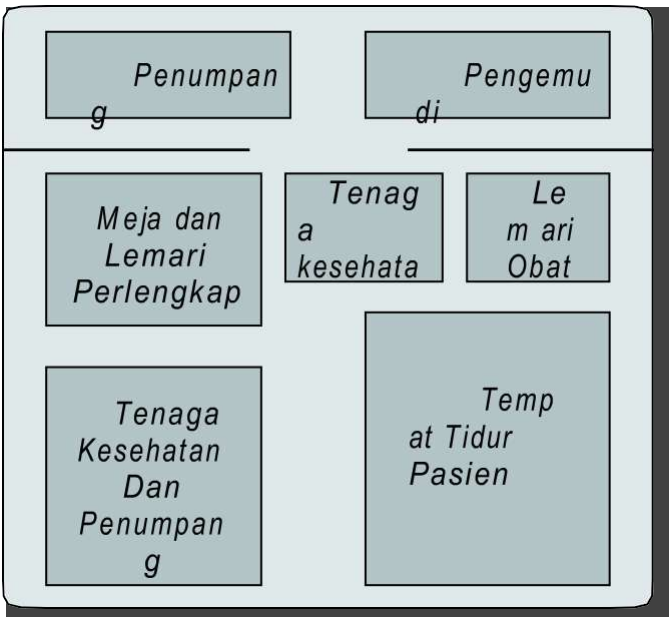 Penumpan
g
Pengemu
di
Meja dan
Lemari
Perlengkap
Tenag
a
kesehata
Le
m ari
Obat
Tenaga
Kesehatan
Dan
Penumpan
g
Temp
at Tidur
Pasien